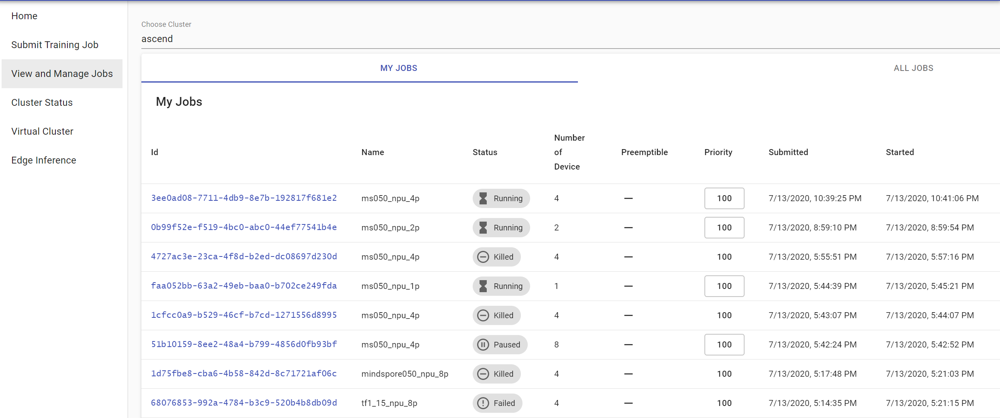 Home
Submit Training Job
View and Manage Jobs
Cluster Status
Virtual Cluster
Edge Inference
Choose Cluster
ascend
MY JOBS ALL JOBS
My Jobs
Id Name Status Number of Device Preemptible Priority Submitted Started
3ee0ad08-7711-4db9-8e7b-192817f681e2 ms050_npu_4p Running 4 — 100 7/13/2020, 10:39:25 PM 7/13/2020, 10:41:06 PM
0b99f52e-f519-4bc0-abc0-44ef77541b4e ms050_npu_2p Running 2 — 100 7/13/2020, 8:59:10 PM 7/13/2020, 8:59:54 PM
4727ac3e-23ca-4f8d-b2ed-dc08697d230d ms050_npu_4p Killed 4 — 100 7/13/2020, 5:55:51 PM 7/13/2020, 5:57:16 PM
faa052bb-63a2-49eb-baa0-b702ce249fda ms050_npu_1p Running 1 — 100 7/13/2020, 5:44:39 PM 7/13/2020, 5:45:21 PM
1cfcc0a9-b529-46cf-b7cd-1271556d8995 ms050_npu_4p Killed 4 — 100 7/13/2020, 5:43:07 PM 7/13/2020, 5:44:07 PM
51b10159-8ee2-48a4-b799-4856d0fb93bf ms050_npu_4p Paused 8 — 100 7/13/2020, 5:42:24 PM 7/13/2020, 5:42:52 PM
1d75fbe8-cba6-4b58-842d-8c71721af06c mindspore050_npu_8p Killed 4 — 100 7/13/2020, 5:17:48 PM 7/13/2020, 5:21:03 PM
68076853-992a-4784-b3c9-520b4b8db09d tf1_15_npu_8p Failed 4 — 100 7/13/2020, 5:14:35 PM 7/13/2020, 5:21:15 PM